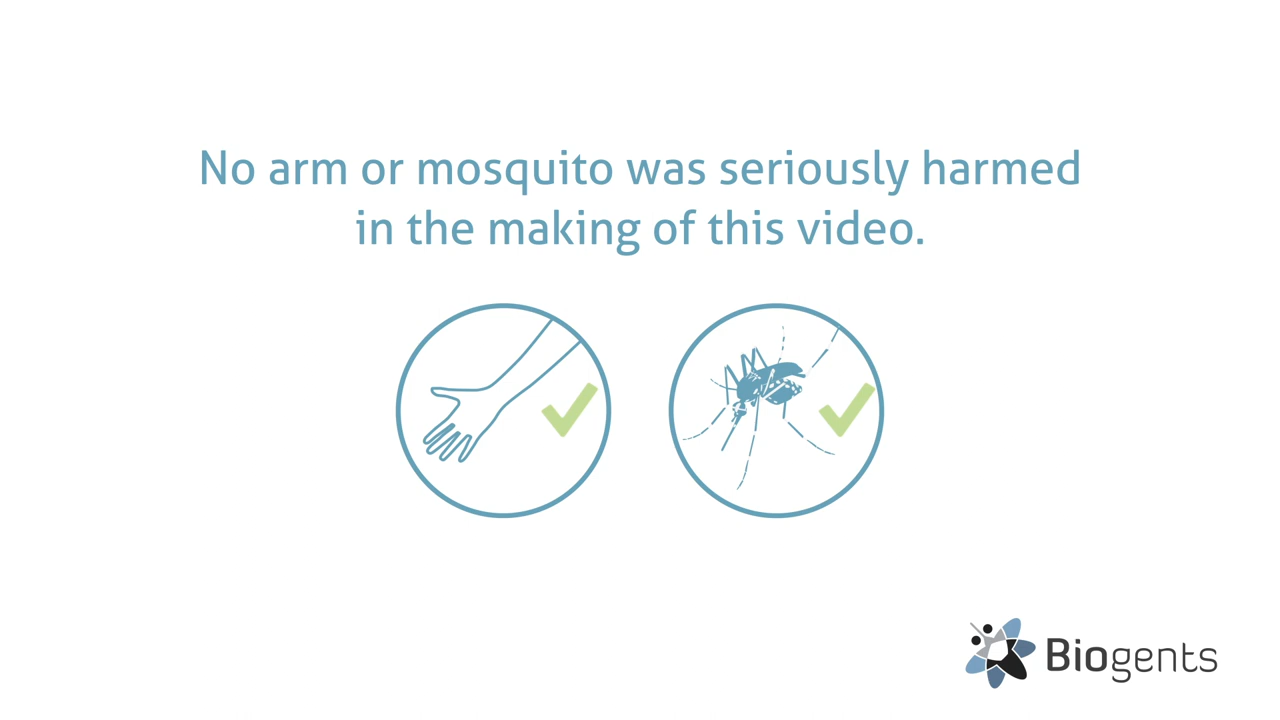 No arm or mosquito was seriously harmed
in the making of this video.
Biogents